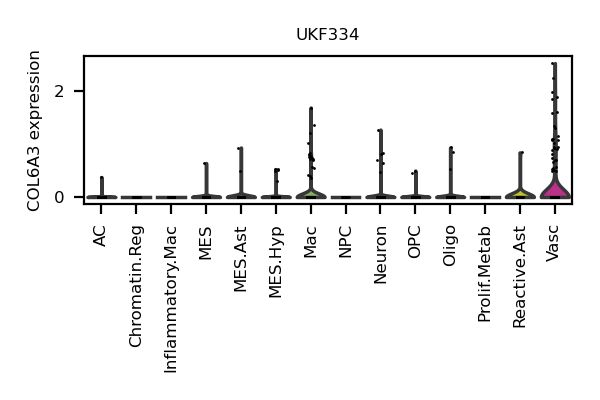 UKF334
COL6A3 expression
2
0
AC
Chromatin.Reg
Inflammatory.Mac
MES
MES.Ast
MES.Hyp
Mac
NPC
Neuron
OPC
Oligo
Prolif.Metab
Reactive.Ast
Vasc